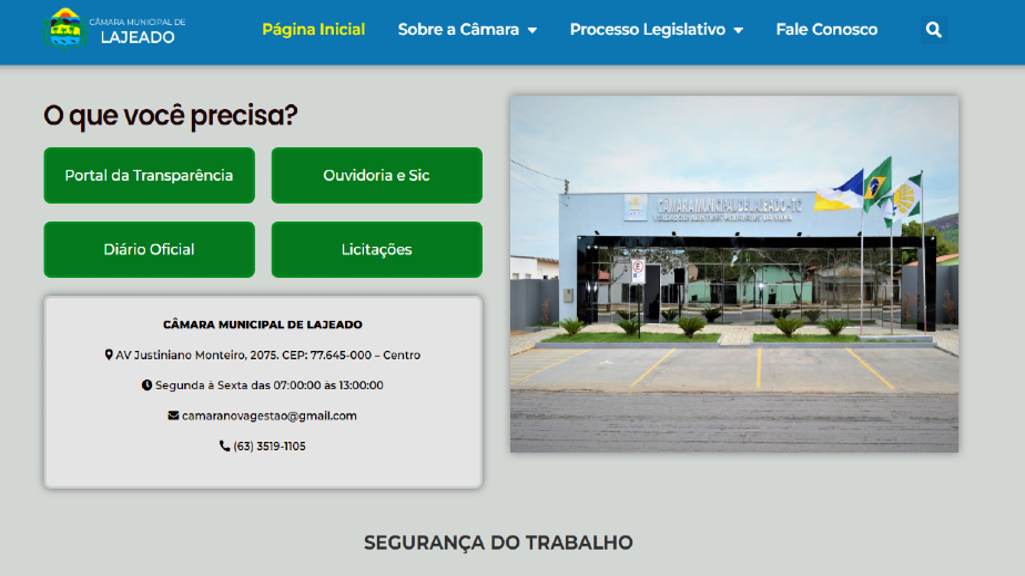 CÂMARA MUNICIPAL DE
LAJEADO
Página Inicial
Sobre a Câmara
Processo Legislativo
Fale Conosco
O que você precisa?
Portal da Transparência
Ouvidoria e Sic
Diário Oficial
Licitações
CÂMARA MUNICIPAL DE LAJEADO
AV Justiniano Monteiro, 2075. CEP: 77.645-000 – Centro
Segunda à Sexta das 07:00:00 às 13:00:00
camaranovagestao@gmail.com
(63) 3519-1105
CÂMARA MUNICIPAL DE LAJEADO - TO
E
SEGURANÇA DO TRABALHO